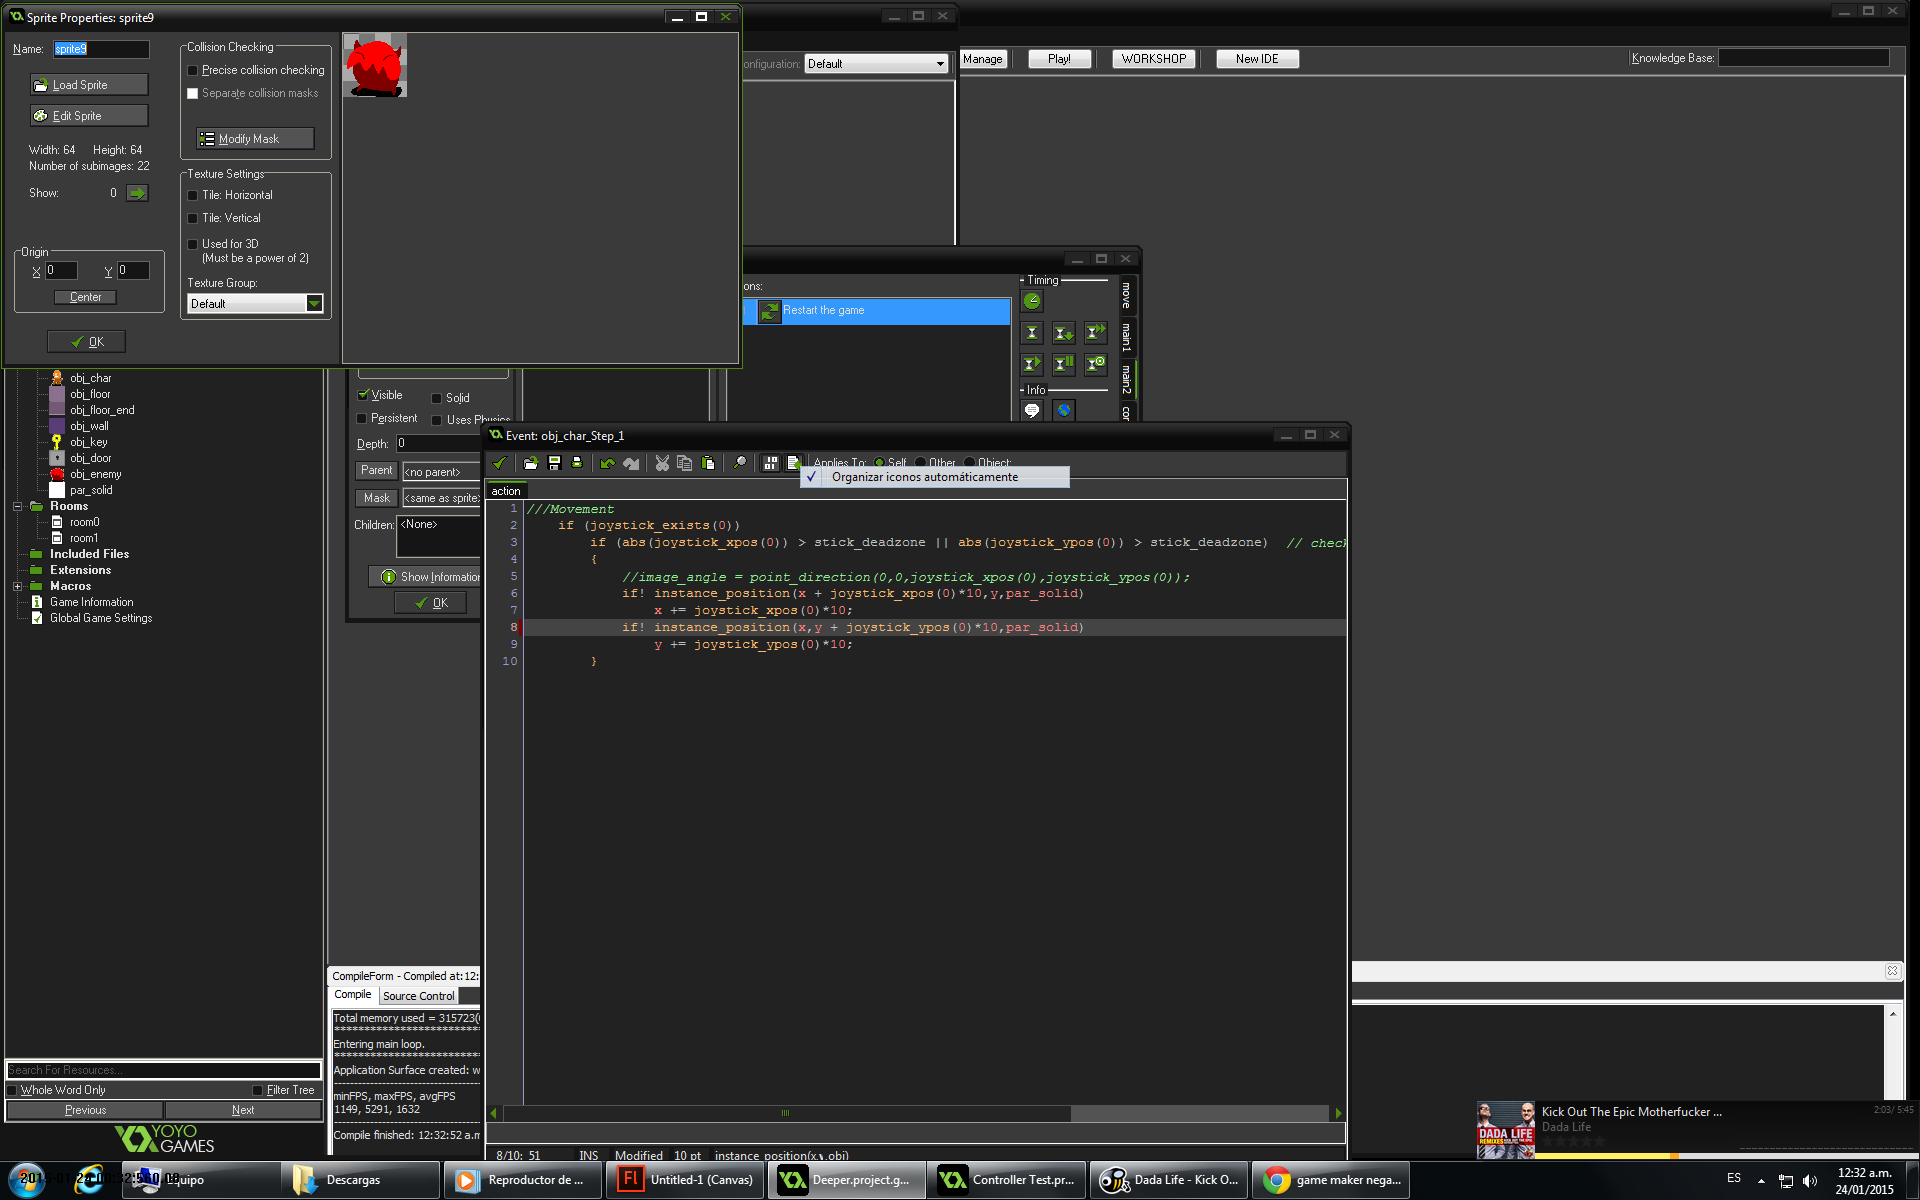 Sprite Properties: sprite9
Name: sprite9
Load Sprite
Edit Sprite
Width: 64 Height: 64
Number of subimages: 22
Show: 0
Origin
X 0 Y 0
Center
OK
Collision Checking
Precise collision checking
Separate collision masks
Modify Mask
Texture Settings
Tile: Horizontal
Tile: Vertical
Used for 3D
(Must be a power of 2)
Texture Group:
Default
onfiguration: Default
Manage
Play!
WORKSHOP
New IDE
Knowledge Base:
ons:
Restart the game
Timing
Info
move
main1
main2
obj_char
obj_floor
obj_floor_end
obj_wall
obj_key
obj_door
obj_enemy
par_solid
Rooms
room0
room1
Included Files
Extensions
Macros
Game Information
Global Game Settings
Visible
Solid
Persistent
Uses Physics
Depth: 0
Parent <no parent>
Mask <same as sprite>
Children: <None>
Show Information
OK
Event: obj_char_Step_1
Applies To: Self Other Object:
Organizar iconos automáticamente
action
1 ///Movement
2 if (joystick_exists(0))
3 if (abs(joystick_xpos(0)) > stick_deadzone || abs(joystick_ypos(0)) > stick_deadzone) // chec
4 {
5 //image_angle = point_direction(0,0,joystick_xpos(0),joystick_ypos(0));
6 if! instance_position(x + joystick_xpos(0)*10,y,par_solid)
7 x += joystick_xpos(0)*10;
8 if! instance_position(x,y + joystick_ypos(0)*10,par_solid)
9 y += joystick_ypos(0)*10;
10 }
8/10: 51 INS Modified 10 pt instance_position(x,y,obj)
CompileForm - Compiled at: 12:
Compile
Source Control
Total memory used = 315723(
********************************
Entering main loop.
********************************
Application Surface created: w
minFPS, maxFPS, avgFPS
1149, 5291, 1632
Compile finished: 12:32:52 a.m
Search For Resources...
Whole Word Only
Filter Tree
Previous
Next
YOYO
GAMES
Kick Out The Epic Motherfucker ...
Dada Life
2:03/ 5:45
DADA LIFE
Equipo
Descargas
Reproductor de ...
Untitled-1 (Canvas)
Deeper.project.g...
Controller Test.pr...
Dada Life - Kick O...
game maker nega...
ES
12:32 a.m.
24/01/2015